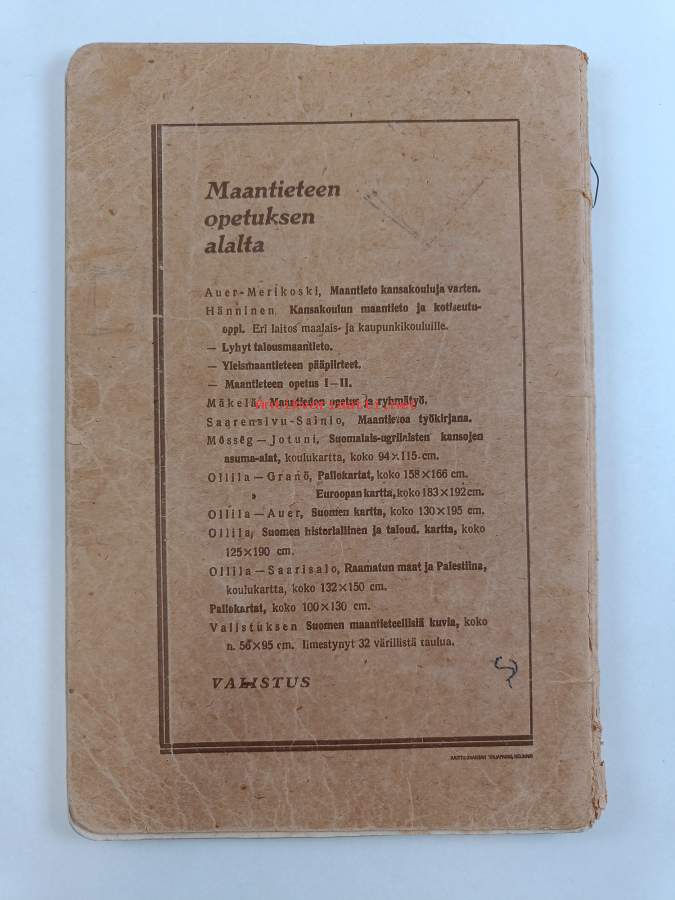 Maantieteen
opetuksen
alalta
Auer-Merikoski, Maantieto kansakouluja varten.
Hänninen, Kansakoulun maantieto ja kotiseutu-
oppi. Eri laitos maalais- ja kaupunkikouluille.
— Lyhyt talousmaantieto.
— Yleismaantieteen pääpiirteet.
— Maantieteen opetus I—II.
Mäkelä, Maantiedon opetus ja ryhmätyö,
Saarensivu-Sainio, Maantietoa työkirjana.
Mösseg—Jotuni, Suomalais-ugrilaisten kansojen
asuma-alat, koulukartta, koko 94×115 cm.
Ollila—Granö, Pallokartat, koko 158×166 cm.
» Euroopan kartta, koko 183×192 cm.
Ollila—Auer, Suomen kartta, koko 130×195 cm.
Ollila, Suomen historiallinen ja taloud. kartta, koko
125×190 cm.
Ollila—Saarisalo, Raamatun maat ja Palestiina,
koulukartta, koko 132×150 cm.
Pallokartat, koko 100×130 cm.
Valistuksen Suomen maantieteellisiä kuvia, koko
n. 56×95 cm. Ilmestynyt 32 värillistä taulua.
VALISTUS
HELSINKI